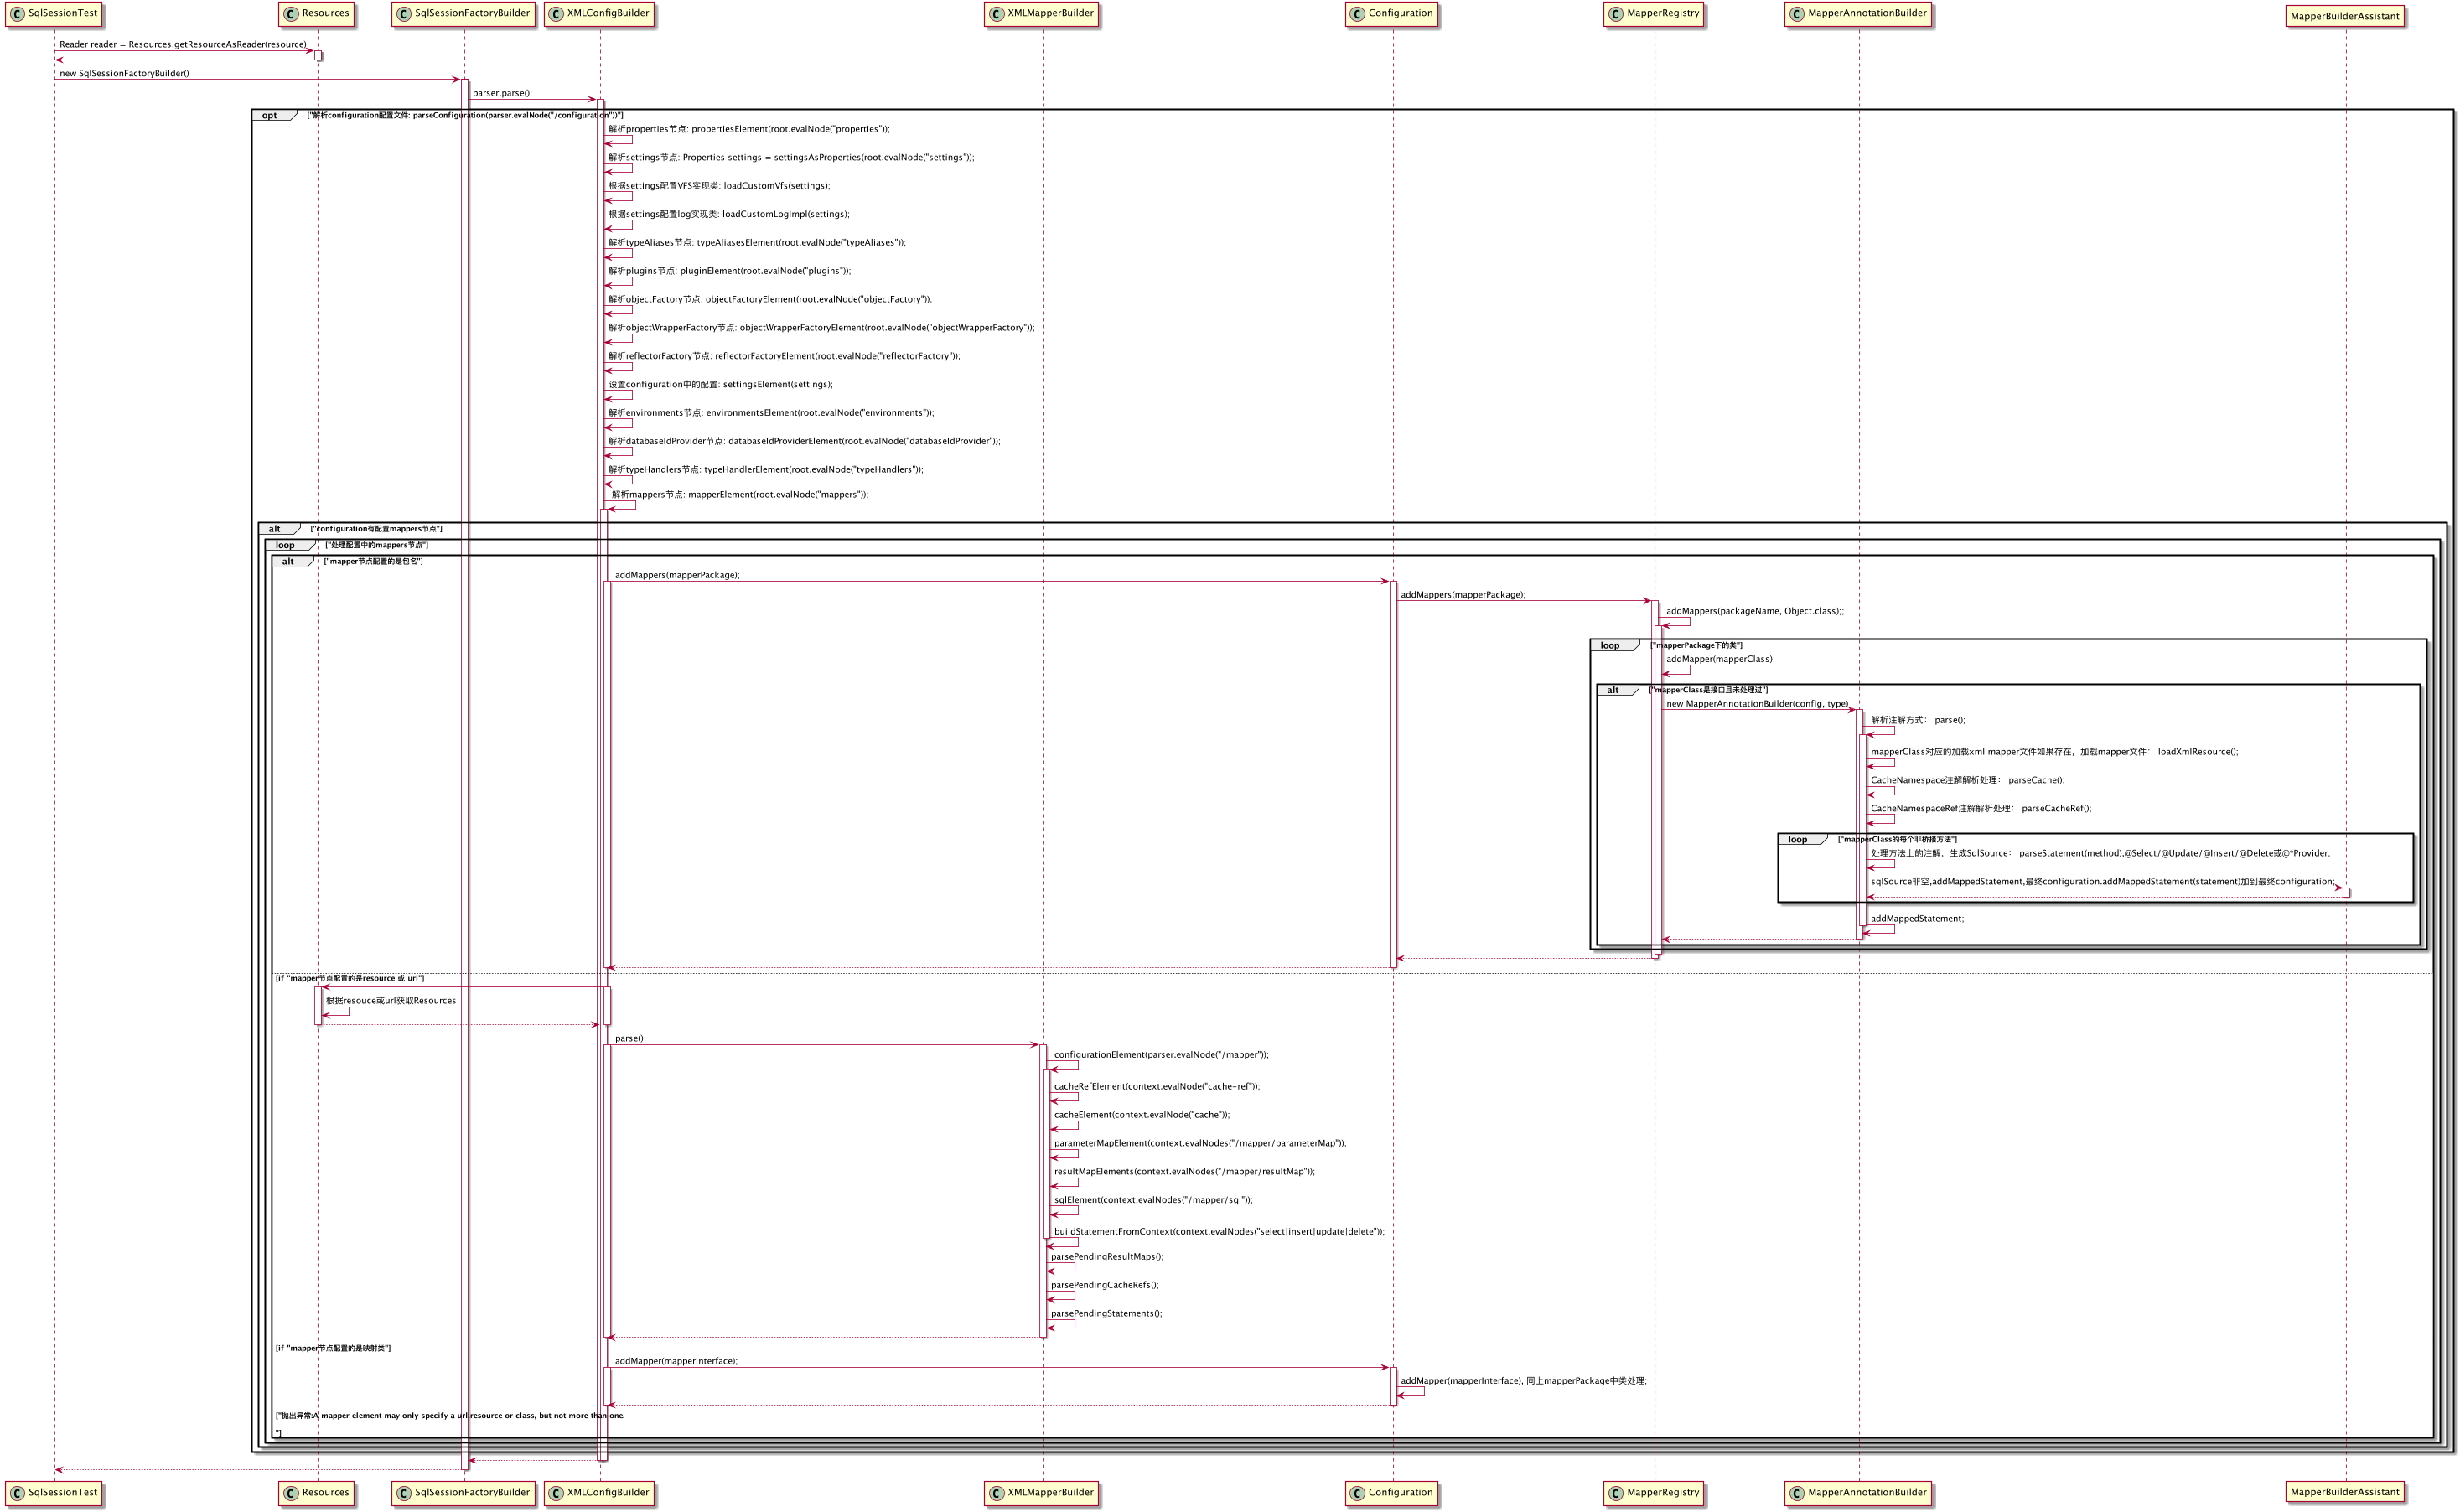 SqlSessionTest
Resources
SqlSessionFactoryBuilder
XMLConfigBuilder
XMLMapperBuilder
Configuration
MapperRegistry
MapperAnnotationBuilder
MapperBuilderAssistant
Reader reader = Resources.getResourceAsReader(resource)
new SqlSessionFactoryBuilder()
parser.parse();
opt ["解析configuration配置文件: parseConfiguration(parser.evalNode("/configuration"))"]
解析properties节点: propertiesElement(root.evalNode("properties"));
解析settings节点: Properties settings = settingsAsProperties(root.evalNode("settings"));
根据settings配置VFS实现类: loadCustomVfs(settings);
根据settings配置log实现类: loadCustomLogImpl(settings);
解析typeAliases节点: typeAliasesElement(root.evalNode("typeAliases"));
解析plugins节点: pluginElement(root.evalNode("plugins"));
解析objectFactory节点: objectFactoryElement(root.evalNode("objectFactory"));
解析objectWrapperFactory节点: objectWrapperFactoryElement(root.evalNode("objectWrapperFactory"));
解析reflectorFactory节点: reflectorFactoryElement(root.evalNode("reflectorFactory"));
设置configuration中的配置: settingsElement(settings);
解析environments节点: environmentsElement(root.evalNode("environments"));
解析databaseIdProvider节点: databaseIdProviderElement(root.evalNode("databaseIdProvider"));
解析typeHandlers节点: typeHandlerElement(root.evalNode("typeHandlers"));
解析mappers节点: mapperElement(root.evalNode("mappers"));
alt ["configuration有配置mappers节点"]
loop ["处理配置中的mappers节点"]
alt ["mapper节点配置的是包名"]
addMappers(mapperPackage);
addMappers(mapperPackage);
addMappers(packageName, Object.class);;
loop ["mapperPackage下的类"]
addMapper(mapperClass);
alt ["mapperClass是接口且未处理过"]
new MapperAnnotationBuilder(config, type)
解析注解方式： parse();
mapperClass对应的加载xml mapper文件如果存在，加载mapper文件： loadXmlResource();
CacheNamespace注解解析处理： parseCache();
CacheNamespaceRef注解解析处理： parseCacheRef();
loop ["mapperClass的每个非桥接方法"]
处理方法上的注解，生成SqlSource： parseStatement(method),@Select/@Update/@Insert/@Delete或@*Provider;
sqlSource非空,addMappedStatement,最终configuration.addMappedStatement(statement)加到最终configuration;
addMappedStatement;
[if "mapper节点配置的是resource 或 url"]
根据resouce或url获取Resources
parse()
configurationElement(parser.evalNode("/mapper"));
cacheRefElement(context.evalNode("cache-ref"));
cacheElement(context.evalNode("cache"));
parameterMapElement(context.evalNodes("/mapper/parameterMap"));
resultMapElements(context.evalNodes("/mapper/resultMap"));
sqlElement(context.evalNodes("/mapper/sql"));
buildStatementFromContext(context.evalNodes("select|insert|update|delete"));
parsePendingResultMaps();
parsePendingCacheRefs();
parsePendingStatements();
[if "mapper节点配置的是映射类"]
addMapper(mapperInterface);
addMapper(mapperInterface), 同上mapperPackage中类处理;
["抛出异常:A mapper element may only specify a url,resource or class, but not more than one.
"]
SqlSessionTest
Resources
SqlSessionFactoryBuilder
XMLConfigBuilder
XMLMapperBuilder
Configuration
MapperRegistry
MapperAnnotationBuilder
MapperBuilderAssistant